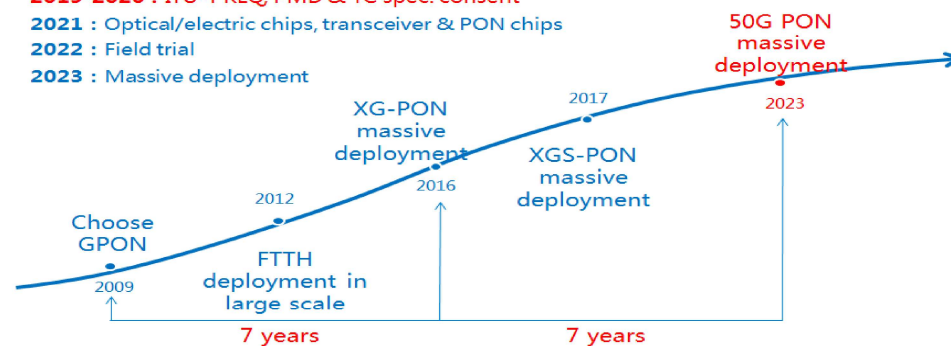 2021 : Optical/electric chips, transceiver & PON chips
2022 : Field trial
2023 : Massive deployment
50G PON
massive
deployment
2023
2017
XG-PON
massive
deployment
2016
XGS-PON
massive
deployment
2012
Choose
GPON
2009
FTTH
deployment in
large scale
7 years
7 years